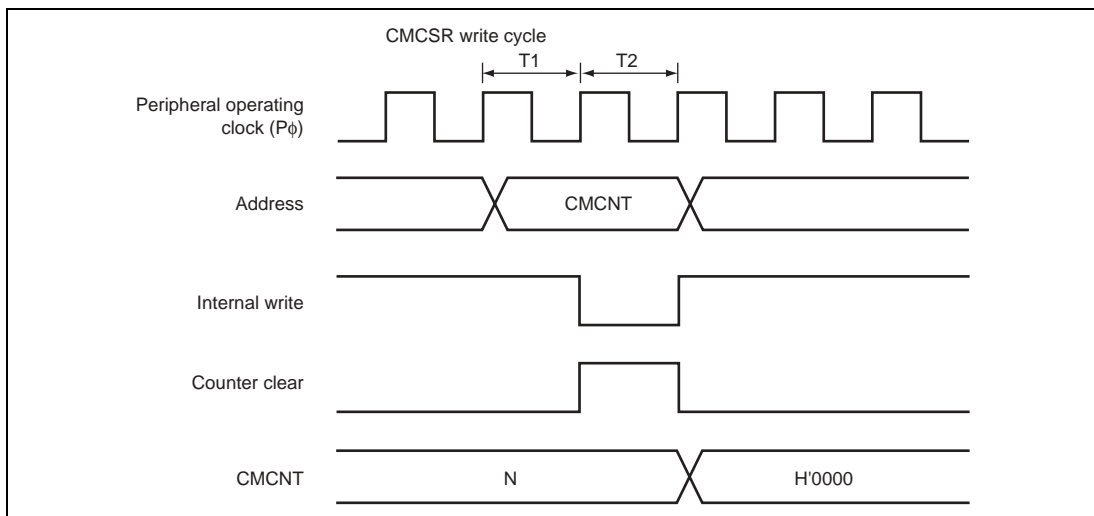 CMCSR write cycle
T1 T2
Peripheral operating
clock (Pϕ)
Address
CMCNT
Internal write
Counter clear
CMCNT
N
H'0000